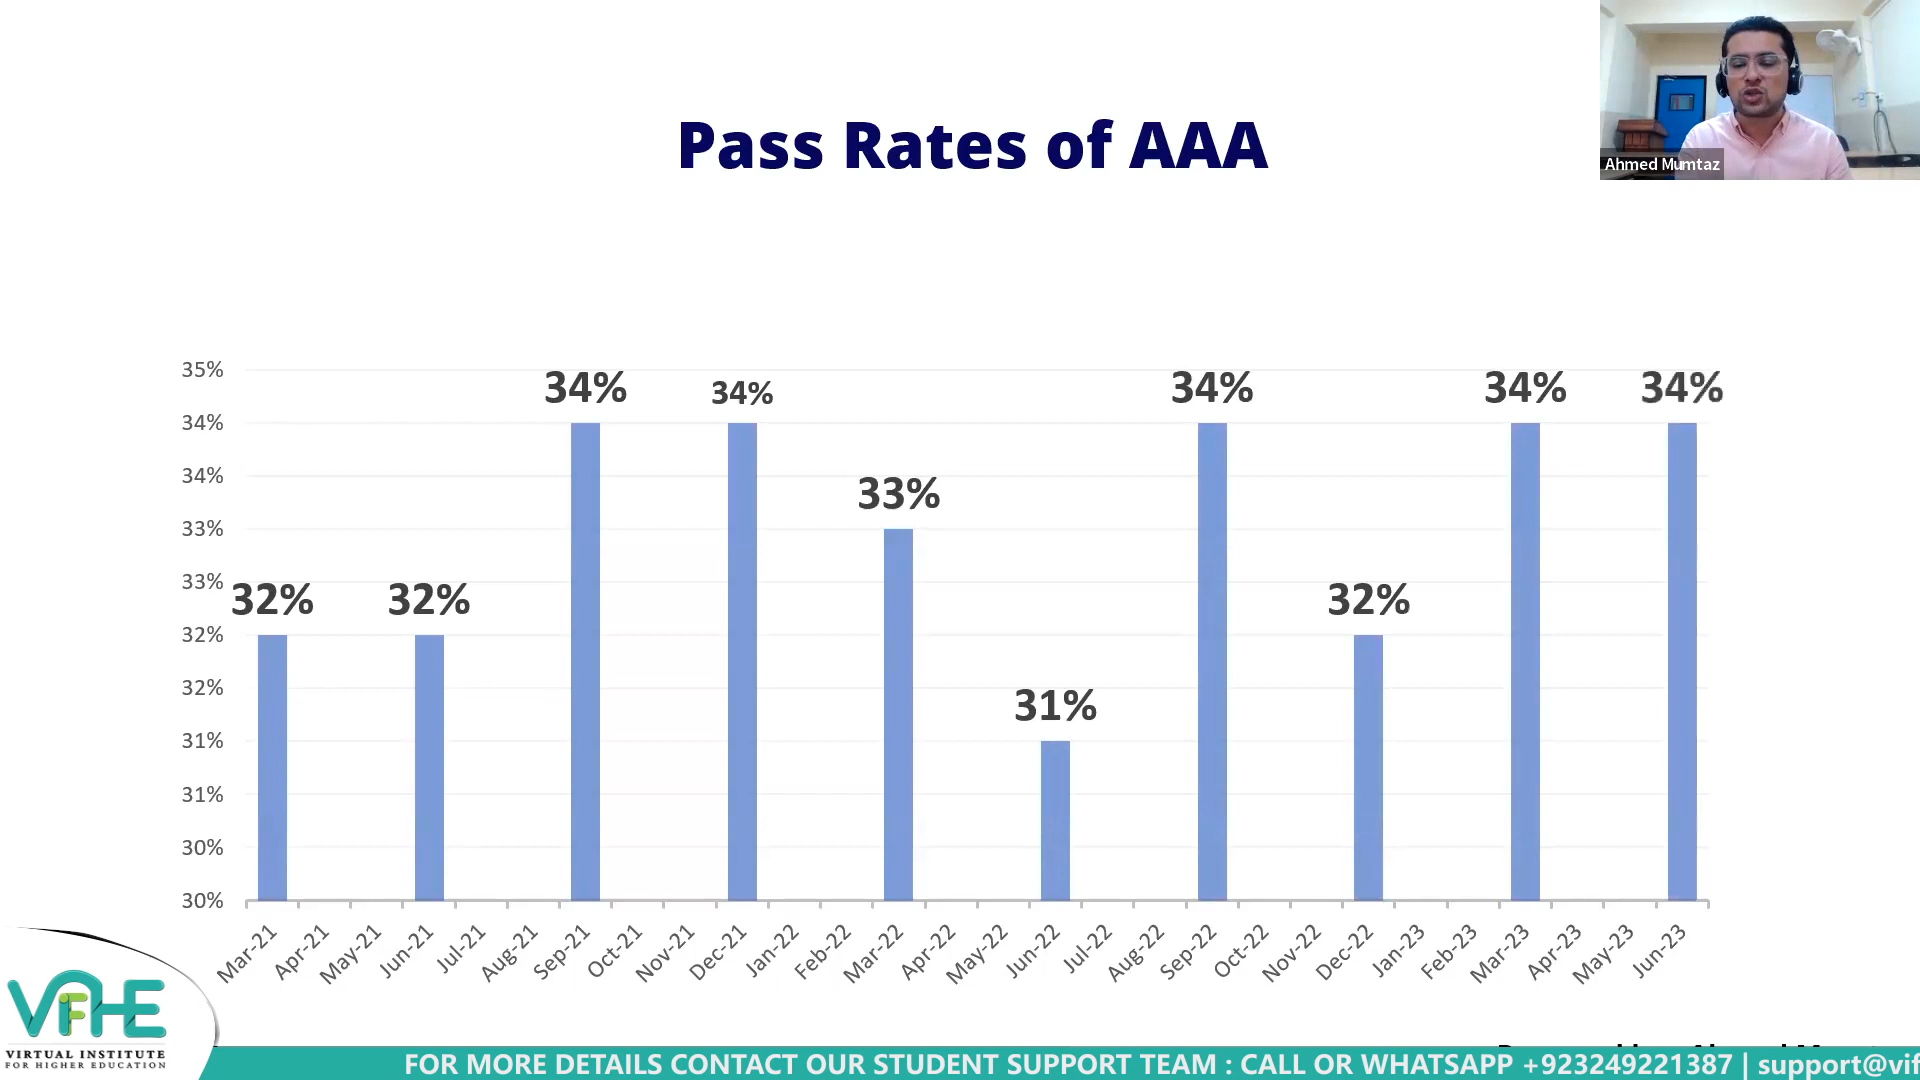 Pass Rates of AAA
Ahmed Mumtaz
35%
34%
34%
33%
33%
32%
32%
31%
31%
30%
30%
32%
32%
34%
34%
33%
31%
34%
32%
34%
34%
Mar-21
Apr-21
May-21
Jun-21
Jul-21
Aug-21
Sep-21
Oct-21
Nov-21
Dec-21
Jan-22
Feb-22
Mar-22
Apr-22
May-22
Jun-22
Jul-22
Aug-22
Sep-22
Oct-22
Nov-22
Dec-22
Jan-23
Feb-23
Mar-23
Apr-23
May-23
Jun-23
VIFHE
VIRTUAL INSTITUTE
FOR HIGHER EDUCATION
FOR MORE DETAILS CONTACT OUR STUDENT SUPPORT TEAM : CALL OR WHATSAPP +923249221387 | support@vif